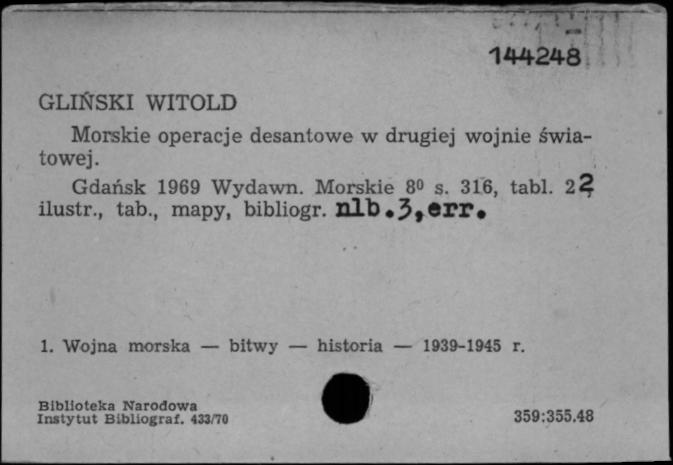 144248
GLIŃSKI WITOLD
Morskie operacje desantowe w drugiej wojnie świa-
towej.
Gdańsk 1969 Wydawn. Morskie 8⁰ s. 316, tabl. 22
ilustr., tab., mapy, bibliogr. nlb.3,err.
1. Wojna morska — bitwy — historia — 1939-1945 r.
Biblioteka Narodowa
Instytut Bibliograf. 433/70
359:355.48